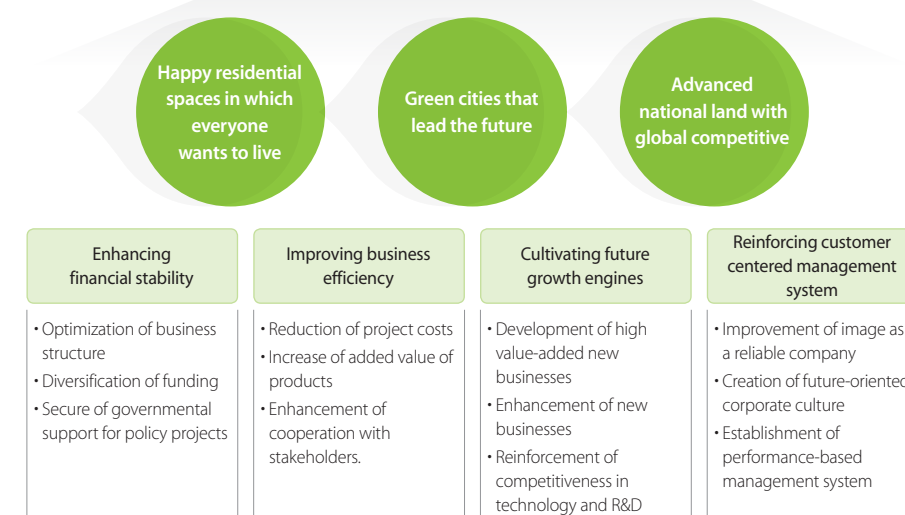 Happy residential
spaces in which
everyone
wants to live
Green cities that
lead the future
Advanced
national land with
global competitive
Enhancing
financial stability
• Optimization of business
structure
• Diversification of funding
• Secure of governmental
support for policy projects
Improving business
efficiency
• Reduction of project costs
• Increase of added value of
products
• Enhancement of
cooperation with
stakeholders.
Cultivating future
growth engines
• Development of high
value-added new
businesses
• Enhancement of new
businesses
• Reinforcement of
competitiveness in
technology and R&D
Reinforcing customer
centered management
system
• Improvement of image as
a reliable company
• Creation of future-oriented
corporate culture
• Establishment of
performance-based
management system